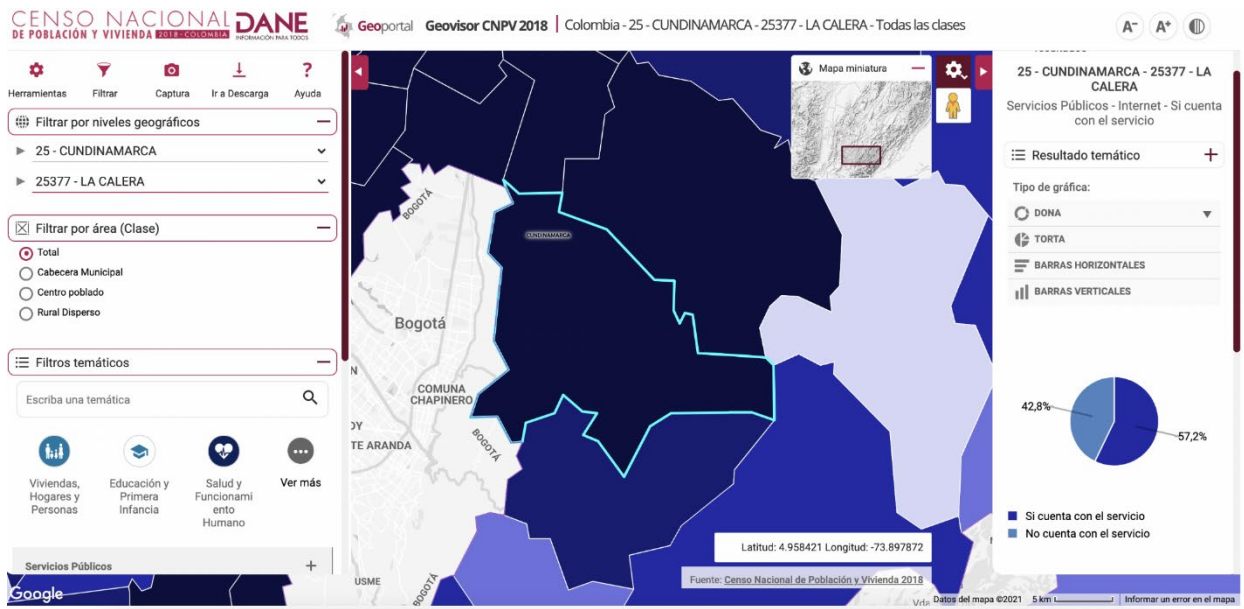 CENSO NACIONAL
DE POBLACIÓN Y VIVIENDA 2018-COLOMBIA
DANE
INFORMACIÓN PARA TODOS
Geoportal
Geovisor CNPV 2018
Colombia - 25 - CUNDINAMARCA - 25377 - LA CALERA - Todas las clases
A-
A+
Herramientas
Filtrar
Captura
Ir a Descarga
?
Ayuda
Filtrar por niveles geográficos
25 - CUNDINAMARCA
25377 - LA CALERA
Filtrar por área (Clase)
Total
Cabecera Municipal
Centro poblado
Rural Disperso
Filtros temáticos
Escriba una temática
Viviendas,
Hogares y
Personas
Educación y
Primera
Infancia
Salud y
Funcionami
ento
Humano
Ver más
Servicios Públicos
Google
BOGOTÁ
CUNDINAMARCA
Bogotá
COMUNA
CHAPINERO
BOGOTÁ
TE ARANDA
USME
BOGOTÁ
Mapa miniatura
Latitud: 4.958421 Longitud: -73.897872
Fuente: Censo Nacional de Población y Vivienda 2018
Datos del mapa ©2021
5 km
Informar un error en el mapa
25 - CUNDINAMARCA - 25377 - LA
CALERA
Servicios Públicos - Internet - Si cuenta
con el servicio
Resultado temático
Tipo de gráfica:
DONA
TORTA
BARRAS HORIZONTALES
BARRAS VERTICALES
42,8%
57,2%
Si cuenta con el servicio
No cuenta con el servicio